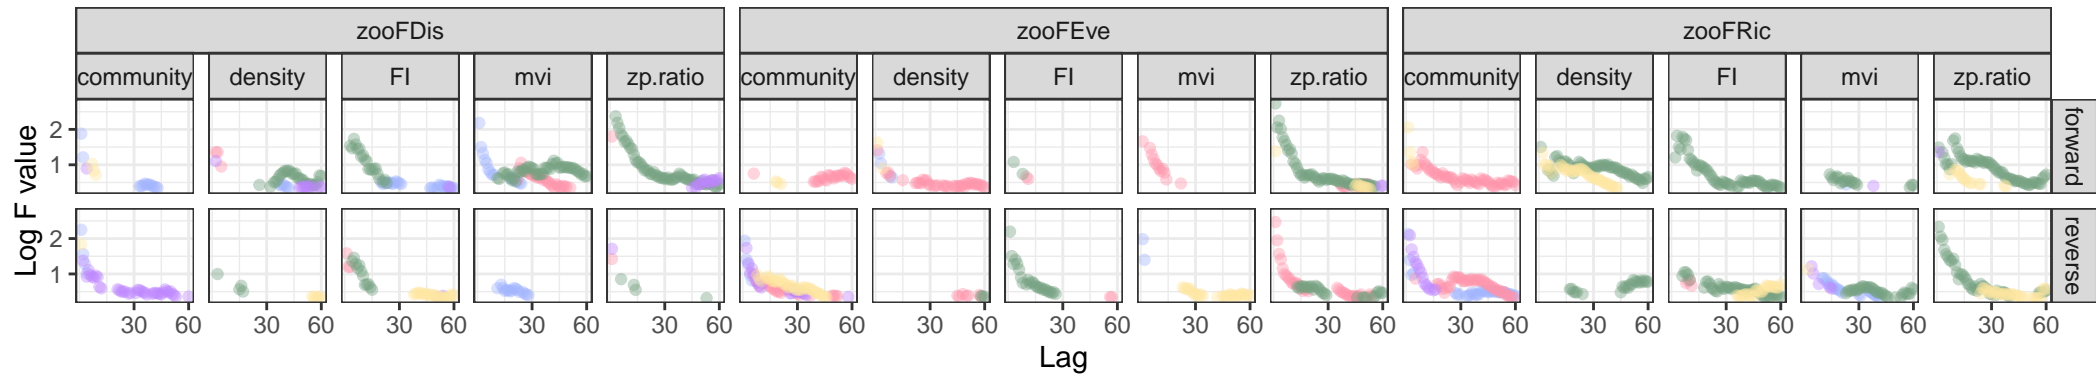 zooFDis zooFEve zooFRic
community density FI mvi zp.ratio community density FI mvi zp.ratio community density FI mvi zp.ratio
2
1
forward
Log F value
2
1
reverse
30 60 30 60 30 60 30 60 30 60 30 60 30 60 30 60 30 60 30 60 30 60 30 60 30 60 30 60 30 60
Lag